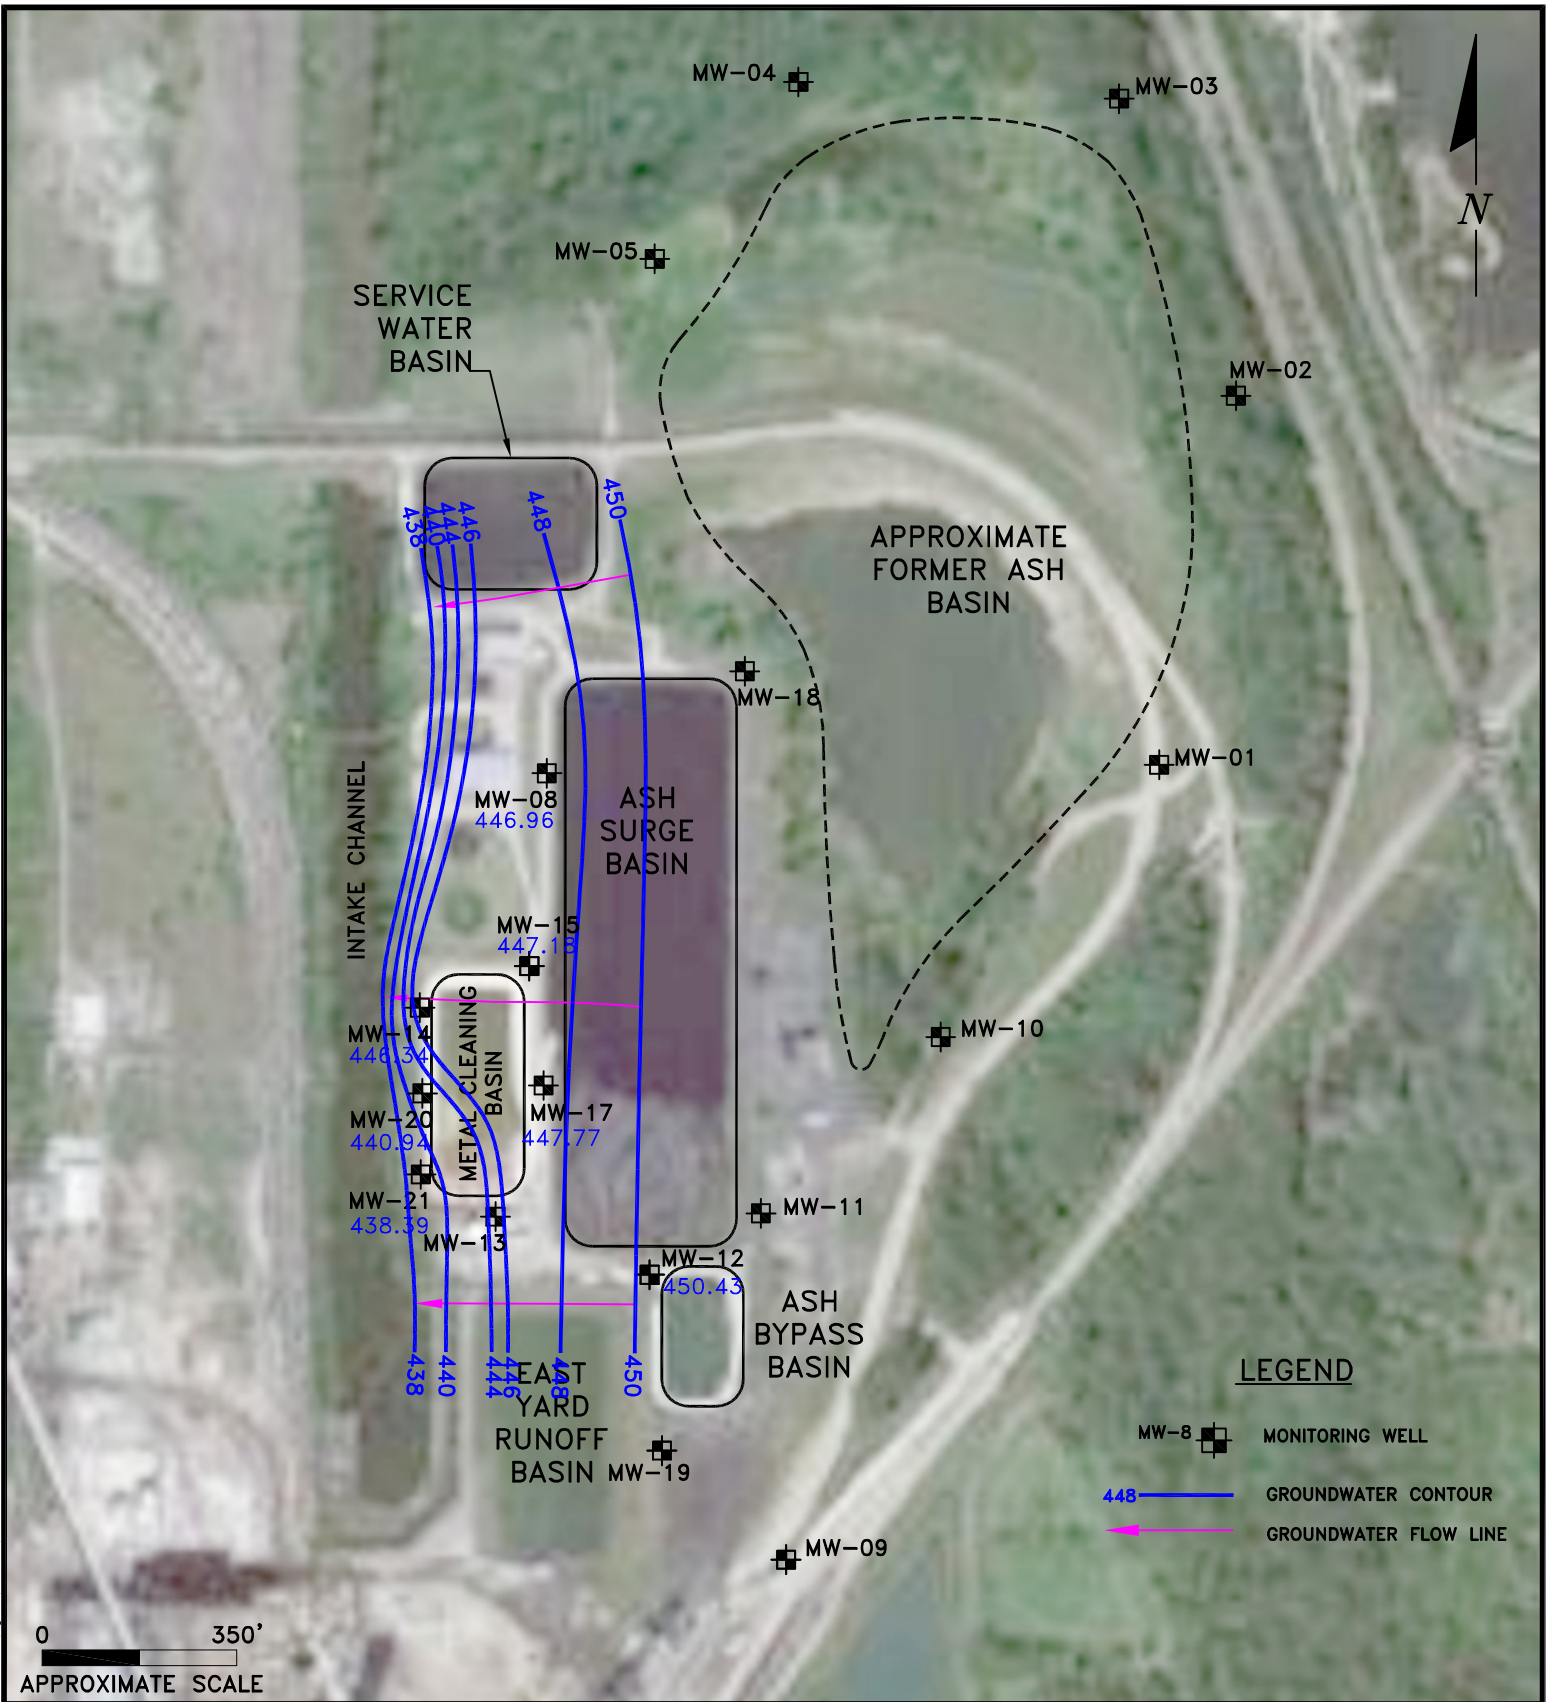 MW-04
MW-03
N
MW-05
SERVICE
WATER
BASIN
MW-02
438
440
444
446
448
450
APPROXIMATE
FORMER ASH
BASIN
MW-18
MW-01
MW-08
446.96
ASH
SURGE
BASIN
INTAKE CHANNEL
MW-15
447.18
METAL CLEANING
BASIN
MW-14
446.34
MW-10
MW-20
440.94
MW-17
447.77
MW-21
438.39
MW-13
MW-11
MW-12
450.43
ASH
BYPASS
BASIN
438
440
444
446
448
450
EAST
YARD
RUNOFF
BASIN
MW-19
MW-09
LEGEND
MW-8 MONITORING WELL
448 GROUNDWATER CONTOUR
GROUNDWATER FLOW LINE
0 350'
APPROXIMATE SCALE